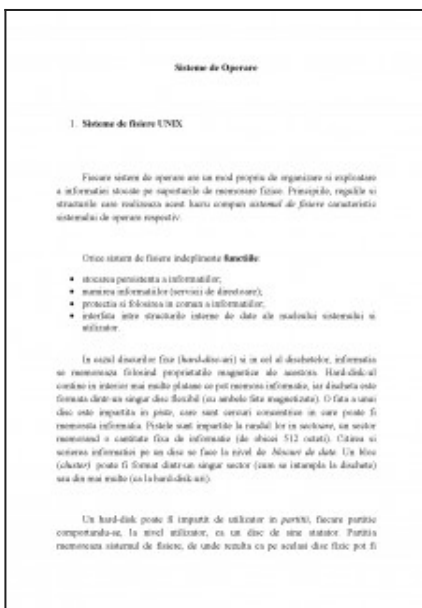 Sisteme de Operare
1. Sisteme de fisiere UNIX
Fiecare sistem de operare are un mod propriu de organizare si exploatare
a informatiei stocate pe suporturile de memorare fizice. Principiile, regulile si
structurile care realizeaza acest lucru compun sistemul de fisiere caracteristic
sistemului de operare respectiv.
Orice sistem de fisiere indeplineste functiile:
• stocarea persistenta a informatiilor;
• numirea informatiilor (servicii de directoare);
• protectia si folosirea in comun a informatiilor;
• interfata intre structurile interne de date ale nucleului sistemului si
utilizator.
In cazul discurilor fixe (hard-disc-uri) si in cel al dischetelor, informatia
se memoreaza folosind proprietatile magnetice ale acestora. Hard-disk-ul
contine in interior mai multe platane ce pot memora informatie, iar discheta este
formata dintr-un singur disc flexibil (cu ambele fete magnetizate). O fata a unui
disc este impartita in piste, care sunt cercuri concentrice in care poate fi
memorata informatia. Pistele sunt impartite la randul lor in sectoare, un sector
memorand o cantitate fixa de informatie (de obicei 512 octeti). Citirea si
scrierea informatiei pe un disc se face la nivel de blocuri de date. Un bloc
(cluster) poate fi format dintr-un singur sector (cum se intampla la dischete)
sau din mai multe (ca la hard-disk-uri).
Un hard-disk poate fi impartit de utilizator in partitii, fiecare partitie
comportandu-se, la nivel utilizator, ca un disc de sine statator. Partitia
memoreaza sistemul de fisiere, de unde rezulta ca pe acelasi disc fizic pot fi